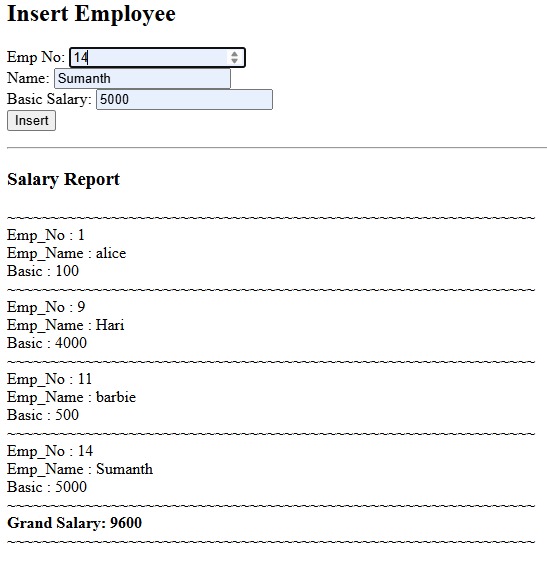 Insert Employee
Emp No: 14
Name: Sumanth
Basic Salary: 5000
Insert
Salary Report
~~~~~~~~~~~~~~~~~~~~~~~~~~~~~~~~~~~~~~~~~~~~~~~~~~~~~~~~~~~~~~~~~~
Emp_No : 1
Emp_Name : alice
Basic : 100
~~~~~~~~~~~~~~~~~~~~~~~~~~~~~~~~~~~~~~~~~~~~~~~~~~~~~~~~~~~~~~~~~~
Emp_No : 9
Emp_Name : Hari
Basic : 4000
~~~~~~~~~~~~~~~~~~~~~~~~~~~~~~~~~~~~~~~~~~~~~~~~~~~~~~~~~~~~~~~~~~
Emp_No : 11
Emp_Name : barbie
Basic : 500
~~~~~~~~~~~~~~~~~~~~~~~~~~~~~~~~~~~~~~~~~~~~~~~~~~~~~~~~~~~~~~~~~~
Emp_No : 14
Emp_Name : Sumanth
Basic : 5000
~~~~~~~~~~~~~~~~~~~~~~~~~~~~~~~~~~~~~~~~~~~~~~~~~~~~~~~~~~~~~~~~~~
Grand Salary: 9600
~~~~~~~~~~~~~~~~~~~~~~~~~~~~~~~~~~~~~~~~~~~~~~~~~~~~~~~~~~~~~~~~~~